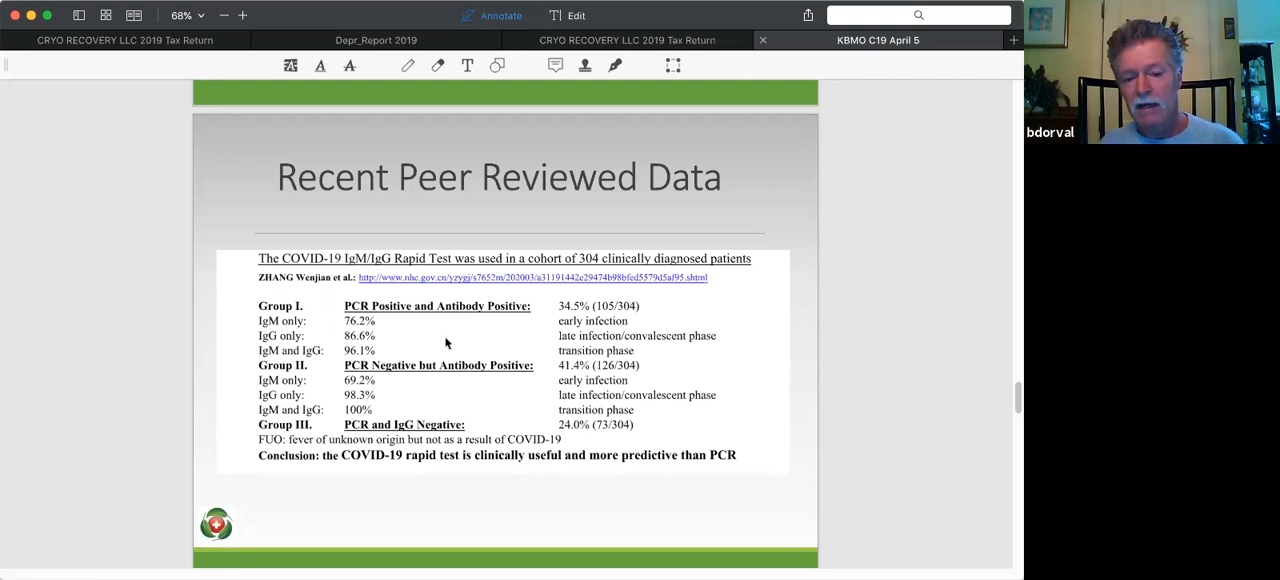 68%
Annotate
Edit
CRYO RECOVERY LLC 2019 Tax Return
Depr_Report 2019
CRYO RECOVERY LLC 2019 Tax Return
KBMO C19 April 5
bdorval
Recent Peer Reviewed Data
The COVID-19 IgM/IgG Rapid Test was used in a cohort of 304 clinically diagnosed patients
ZHANG Wenjian et al.: http://www.nhc.gov.cn/yzygj/s7652m/202003/a31191442e29474b98bfed5579d5af95.shtml
Group I. PCR Positive and Antibody Positive: 34.5% (105/304)
IgM only: 76.2% early infection
IgG only: 86.6% late infection/convalescent phase
IgM and IgG: 96.1% transition phase
Group II. PCR Negative but Antibody Positive: 41.4% (126/304)
IgM only: 69.2% early infection
IgG only: 98.3% late infection/convalescent phase
IgM and IgG: 100% transition phase
Group III. PCR and IgG Negative: 24.0% (73/304)
FUO: fever of unknown origin but not as a result of COVID-19
Conclusion: the COVID-19 rapid test is clinically useful and more predictive than PCR